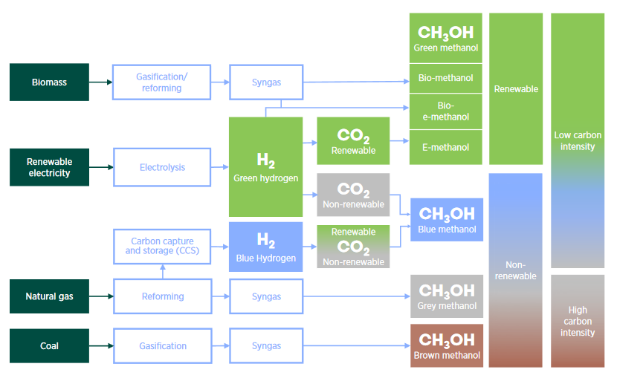 CH₃OH
Green methanol
Biomass
Gasification/
reforming
Syngas
Bio-methanol
Renewable
Bio-
e-methanol
Low carbon
intensity
Renewable
electricity
Electrolysis
H₂
Green hydrogen
CO₂
Renewable
E-methanol
CO₂
Non-renewable
CH₃OH
Blue methanol
Carbon capture
and storage (CCS)
H₂
Blue Hydrogen
Renewable
CO₂
Non-renewable
Non-
renewable
Natural gas
Reforming
Syngas
CH₃OH
Grey methanol
High
carbon
intensity
Coal
Gasification
Syngas
CH₃OH
Brown methanol